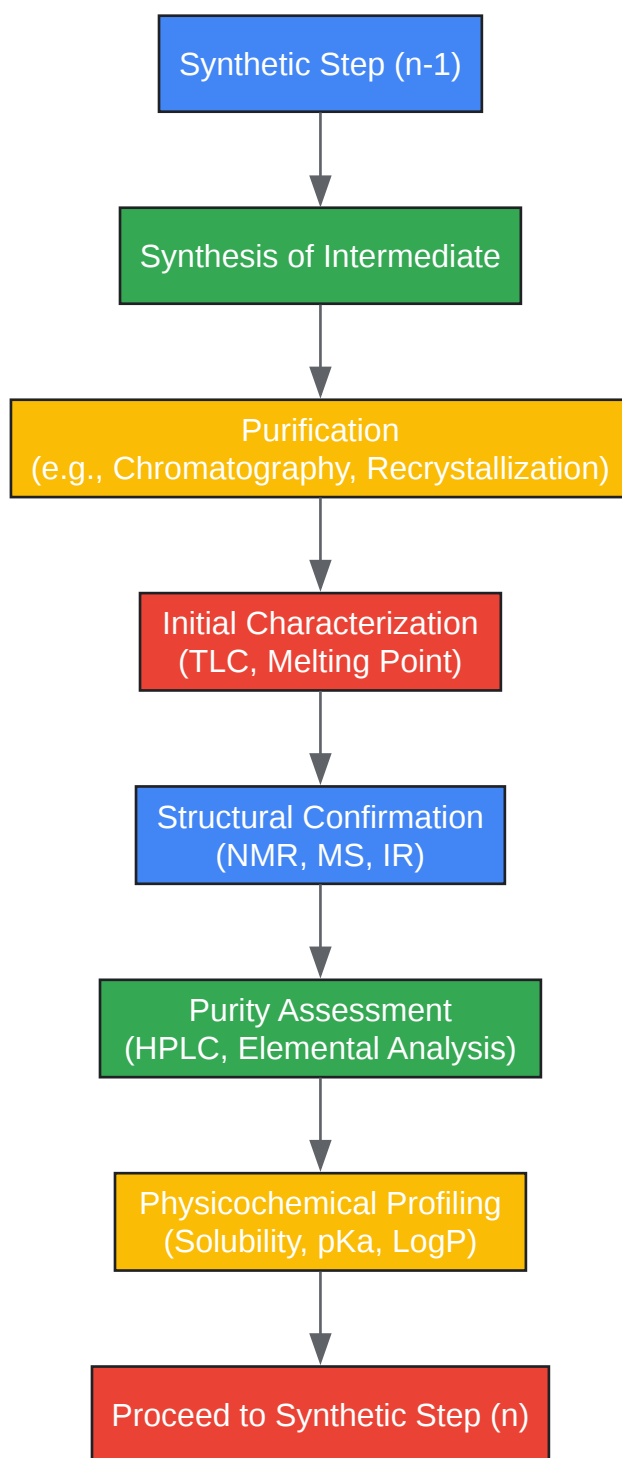 Synthetic Step (n-1)
Synthesis of Intermediate
Purification
(e.g., Chromatography, Recrystallization)
Initial Characterization
(TLC, Melting Point)
Structural Confirmation
(NMR, MS, IR)
Purity Assessment
(HPLC, Elemental Analysis)
Physicochemical Profiling
(Solubility, pKa, LogP)
Proceed to Synthetic Step (n)